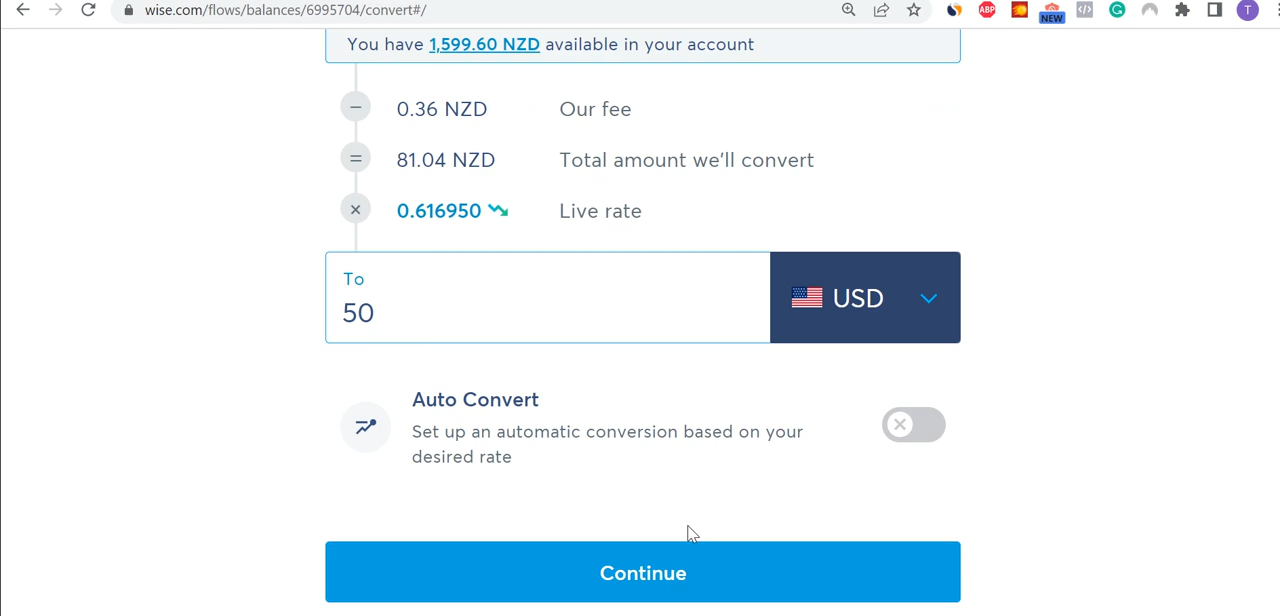 wise.com/flows/balances/6995704/convert#/
ABP
NEW
T
You have 1,599.60 NZD available in your account
0.36 NZD Our fee
81.04 NZD Total amount we'll convert
0.616950 Live rate
To
50
USD
Auto Convert
Set up an automatic conversion based on your
desired rate
Continue